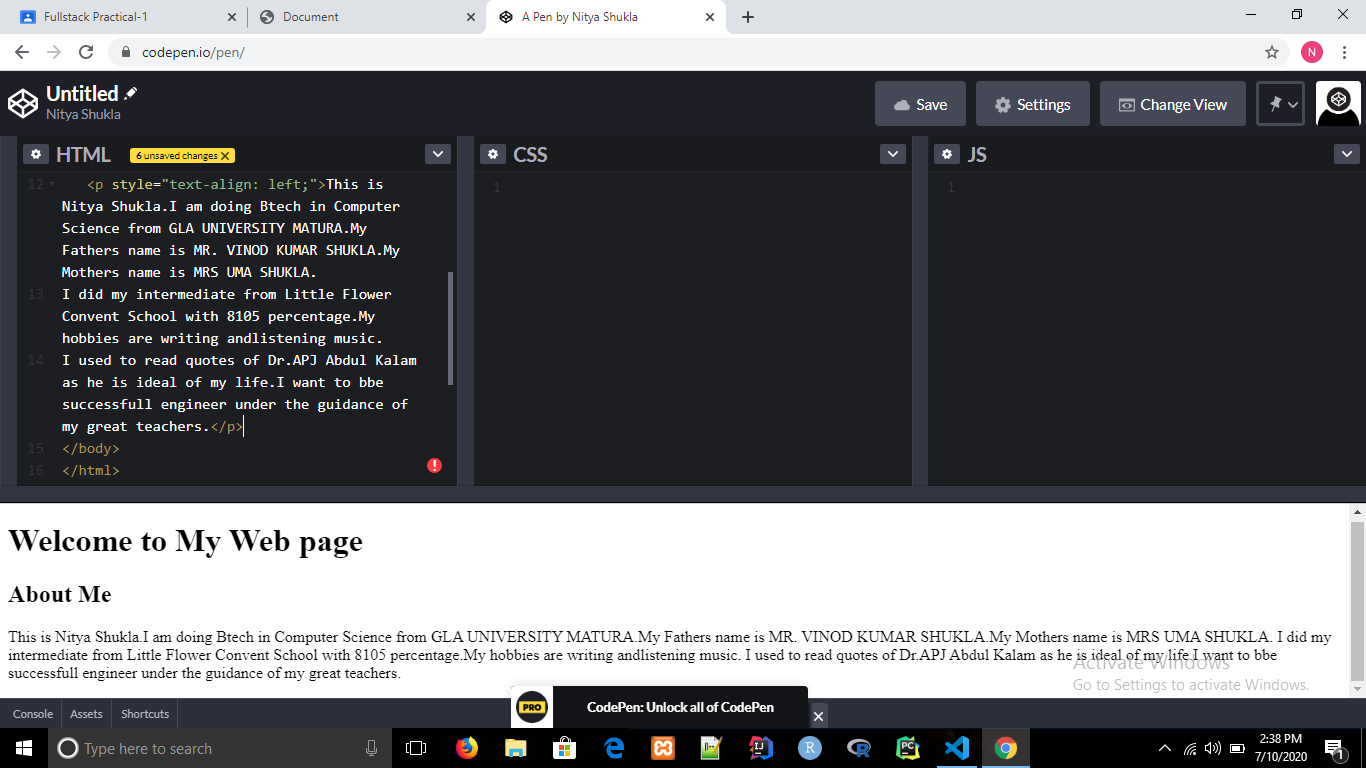 Fullstack Practical-1
Document
A Pen by Nitya Shukla
codepen.io/pen/
N
Untitled
Nitya Shukla
Save
Settings
Change View
HTML
6 unsaved changes X
CSS
JS
12 <p style="text-align: left;">This is
Nitya Shukla.I am doing Btech in Computer
Science from GLA UNIVERSITY MATURA.My
Fathers name is MR. VINOD KUMAR SHUKLA.My
Mothers name is MRS UMA SHUKLA.
13 I did my intermediate from Little Flower
Convent School with 8105 percentage.My
hobbies are writing andlistening music.
14 I used to read quotes of Dr.APJ Abdul Kalam
as he is ideal of my life.I want to bbe
successfull engineer under the guidance of
my great teachers.</p>
15 </body>
16 </html>
1
1
Welcome to My Web page
About Me
This is Nitya Shukla.I am doing Btech in Computer Science from GLA UNIVERSITY MATURA.My Fathers name is MR. VINOD KUMAR SHUKLA.My Mothers name is MRS UMA SHUKLA. I did my
intermediate from Little Flower Convent School with 8105 percentage.My hobbies are writing andlistening music. I used to read quotes of Dr.APJ Abdul Kalam as he is ideal of my life.I want to bbe
successfull engineer under the guidance of my great teachers.
Activate Windows
Go to Settings to activate Windows.
Console
Assets
Shortcuts
PRO
CodePen: Unlock all of CodePen
Type here to search
2:38 PM
7/10/2020
1